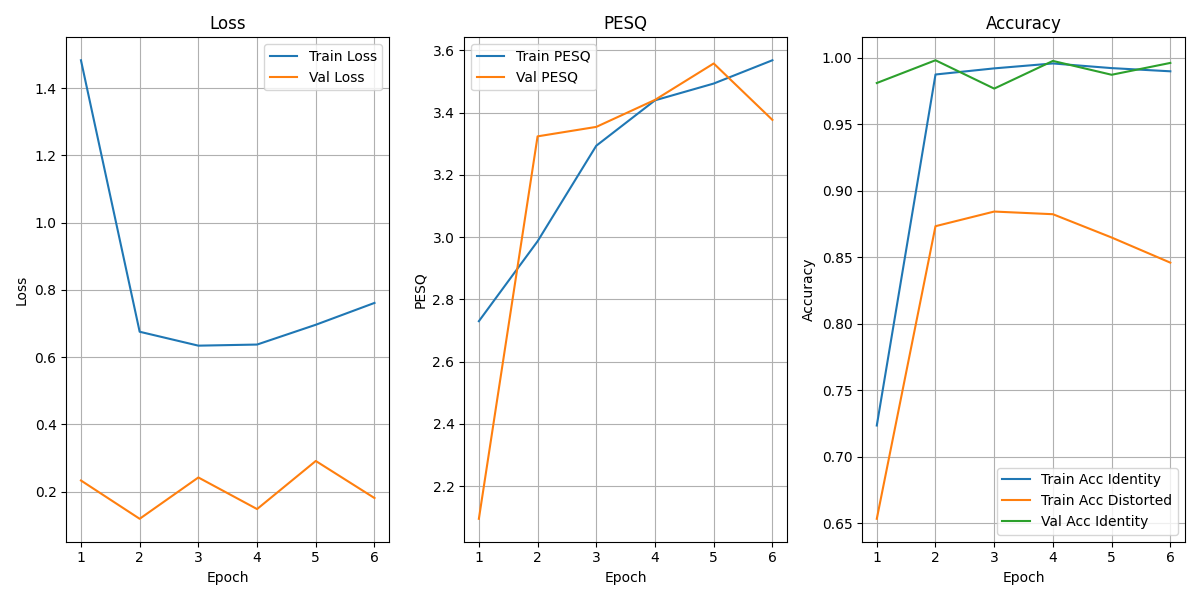 Loss
Train Loss
Val Loss
1.4
1.2
1.0
0.8
0.6
0.4
0.2
Loss
1 2 3 4 5 6
Epoch
PESQ
Train PESQ
Val PESQ
3.6
3.4
3.2
3.0
2.8
2.6
2.4
2.2
PESQ
1 2 3 4 5 6
Epoch
Accuracy
1.00
0.95
0.90
0.85
0.80
0.75
0.70
0.65
Accuracy
Train Acc Identity
Train Acc Distorted
Val Acc Identity
1 2 3 4 5 6
Epoch